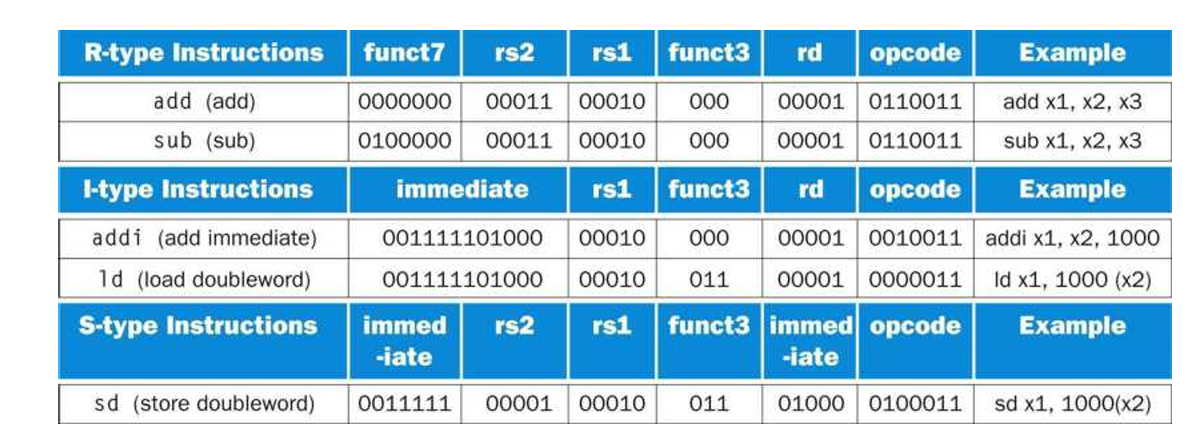 R-type Instructions funct7 rs2 rs1 funct3 rd opcode Example
add (add) 0000000 00011 00010 000 00001 0110011 add x1, x2, x3
sub (sub) 0100000 00011 00010 000 00001 0110011 sub x1, x2, x3
I-type Instructions immediate rs1 funct3 rd opcode Example
addi (add immediate) 001111101000 00010 000 00001 0010011 addi x1, x2, 1000
ld (load doubleword) 001111101000 00010 011 00001 0000011 ld x1, 1000 (x2)
S-type Instructions immed rs2 rs1 funct3 immed opcode Example
-iate -iate
sd (store doubleword) 0011111 00001 00010 011 01000 0100011 sd x1, 1000(x2)